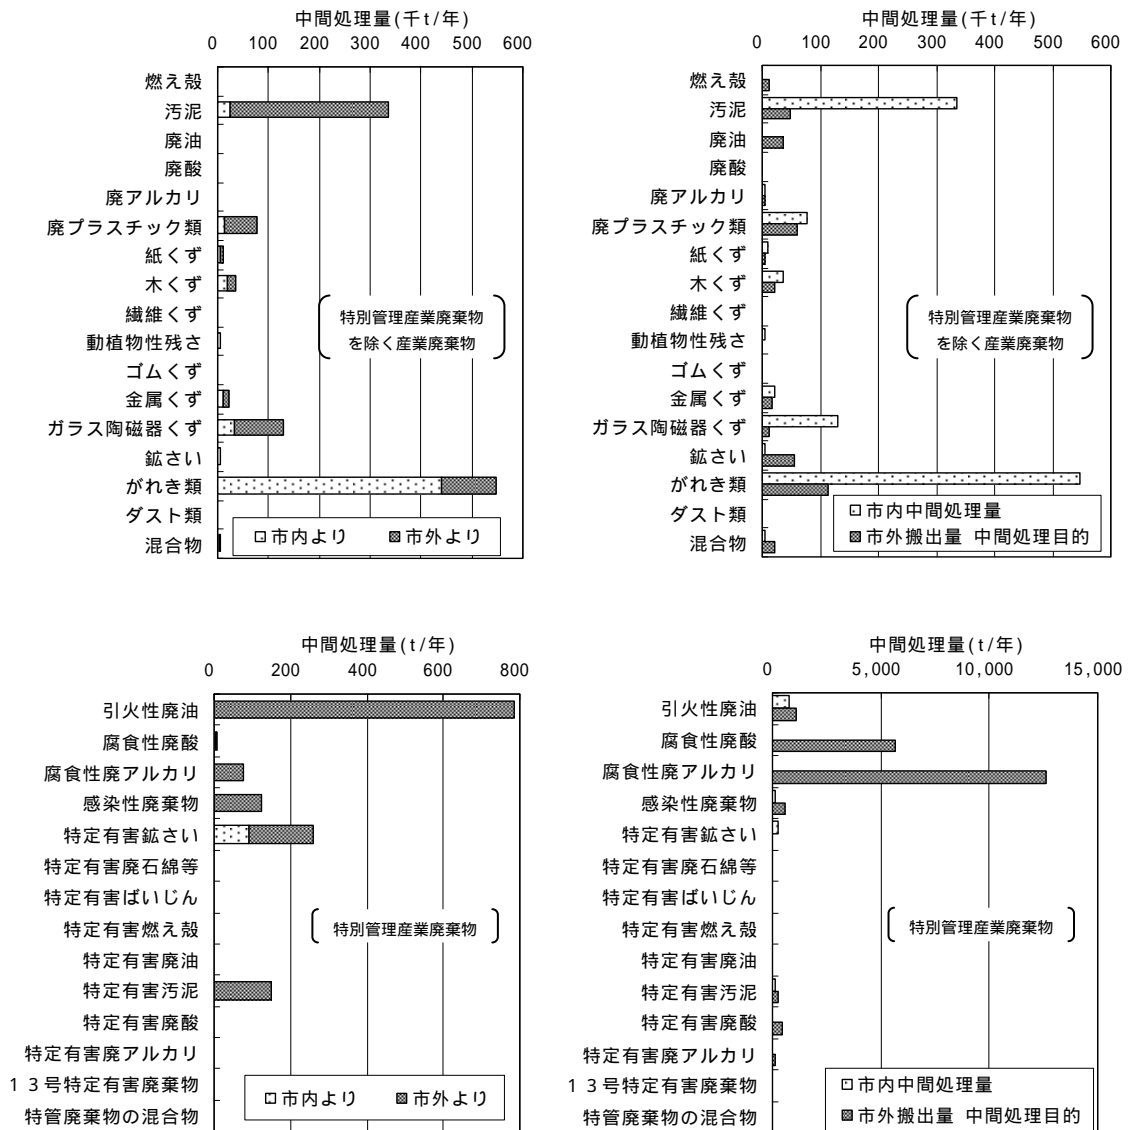 中間処理量(千t/年)
0 100 200 300 400 500 600
燃え殻
汚泥
廃油
廃酸
廃アルカリ
廃プラスチック類
紙くず
木くず
繊維くず
動植物性残さ
ゴムくず
金属くず
ガラス陶磁器くず
鉱さい
がれき類
ダスト類
混合物
特別管理産業廃棄物
を除く産業廃棄物
市内より 市外より
中間処理量(千t/年)
0 100 200 300 400 500 600
燃え殻
汚泥
廃油
廃酸
廃アルカリ
廃プラスチック類
紙くず
木くず
繊維くず
動植物性残さ
ゴムくず
金属くず
ガラス陶磁器くず
鉱さい
がれき類
ダスト類
混合物
特別管理産業廃棄物
を除く産業廃棄物
市内中間処理量
市外搬出量 中間処理目的
中間処理量(t/年)
0 200 400 600 800
引火性廃油
腐食性廃酸
腐食性廃アルカリ
感染性廃棄物
特定有害鉱さい
特定有害廃石綿等
特定有害ばいじん
特定有害燃え殻
特定有害廃油
特定有害汚泥
特定有害廃酸
特定有害廃アルカリ
13号特定有害廃棄物
特管廃棄物の混合物
特別管理産業廃棄物
市内より 市外より
中間処理量(t/年)
0 5,000 10,000 15,000
引火性廃油
腐食性廃酸
腐食性廃アルカリ
感染性廃棄物
特定有害鉱さい
特定有害廃石綿等
特定有害ばいじん
特定有害燃え殻
特定有害廃油
特定有害汚泥
特定有害廃酸
特定有害廃アルカリ
13号特定有害廃棄物
特管廃棄物の混合物
特別管理産業廃棄物
市内中間処理量
市外搬出量 中間処理目的